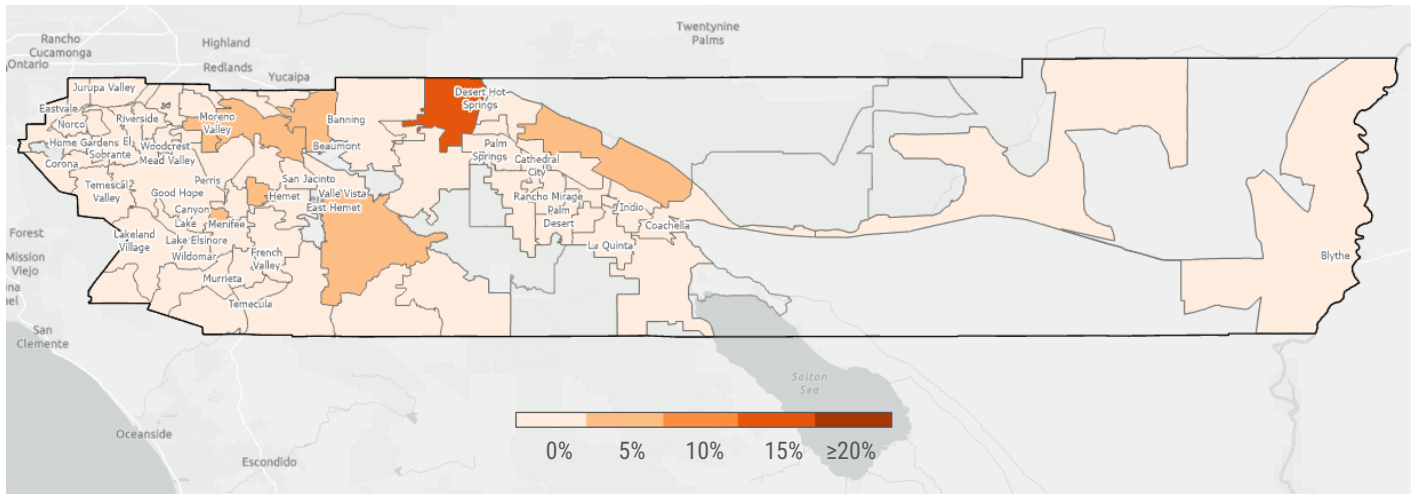 Twentynine
Palms
Rancho
Cucamonga
Highland
Ontario
Redlands
Yucaipa
Jurupa Valley
Desert Hot
Springs
Eastvale
Riverside
Moreno
Valley
Banning
Norco
Home Gardens
El
Sobrante
Woodcrest
Mead Valley
Beaumont
Palm
Springs
Corona
Cathedral
City
Temescal
Valley
Perris
San Jacinto
Good Hope
Hemet
Valle Vista
East Hemet
Rancho Mirage
Canyon
Lake
Menifee
Palm
Desert
Indio
Coachella
Forest
Lakeland
Village
Lake Elsinore
La Quinta
Mission
Viejo
Wildomar
French
Valley
Blythe
una
uel
Murrieta
Temecula
San
Clemente
Salton
Sea
Oceanside
Escondido
0%
5%
10%
15%
≥20%